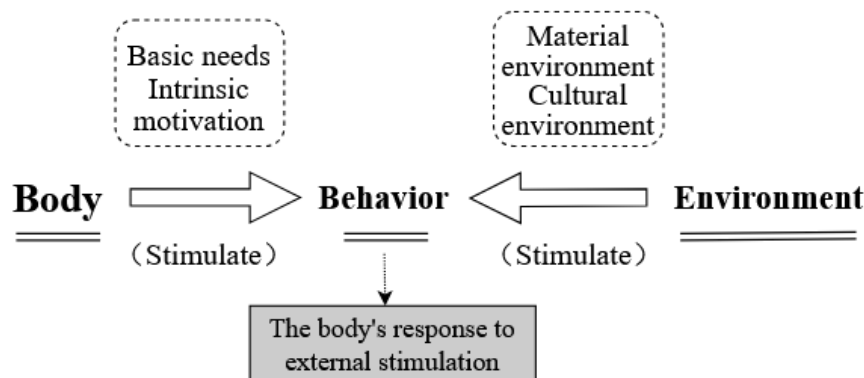 Basic needs
Intrinsic
motivation
Material
environment
Cultural
environment
Body
Behavior
Environment
（Stimulate）
（Stimulate）
The body's response to
external stimulation